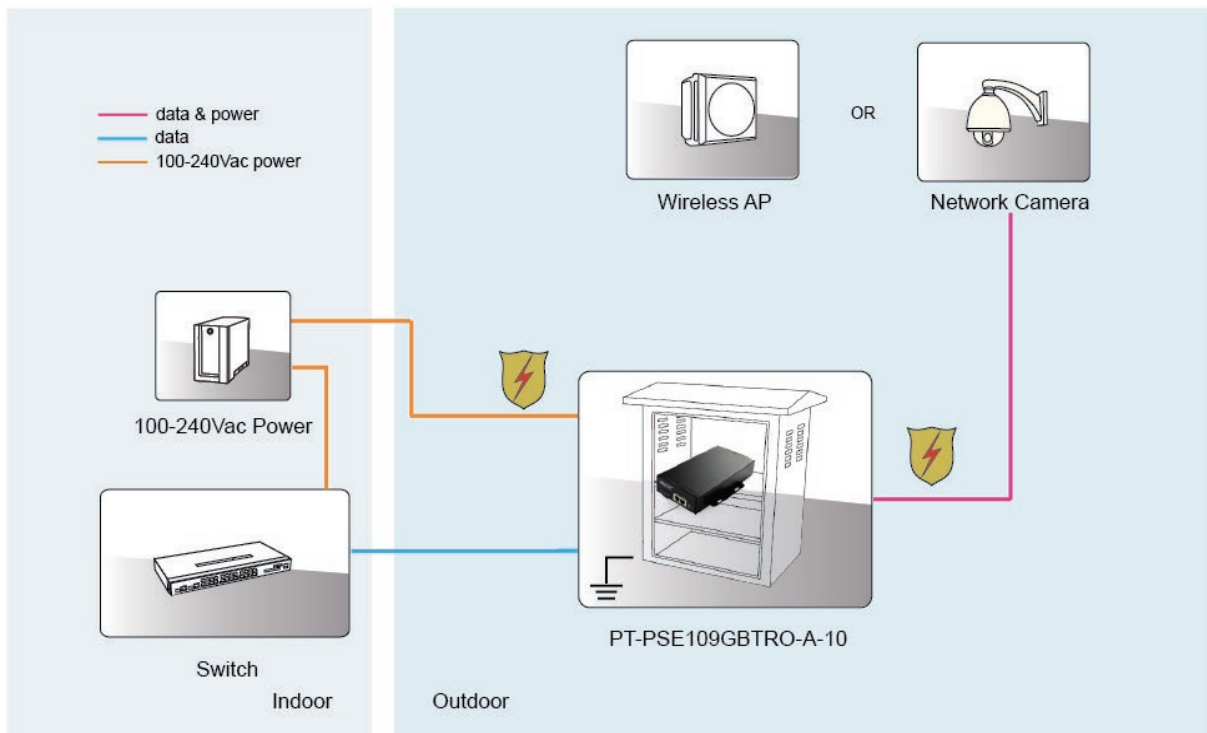 data & power
data
100-240Vac power
Wireless AP
OR
Network Camera
100-240Vac Power
PT-PSE109GBTRO-A-10
Switch
Indoor
Outdoor